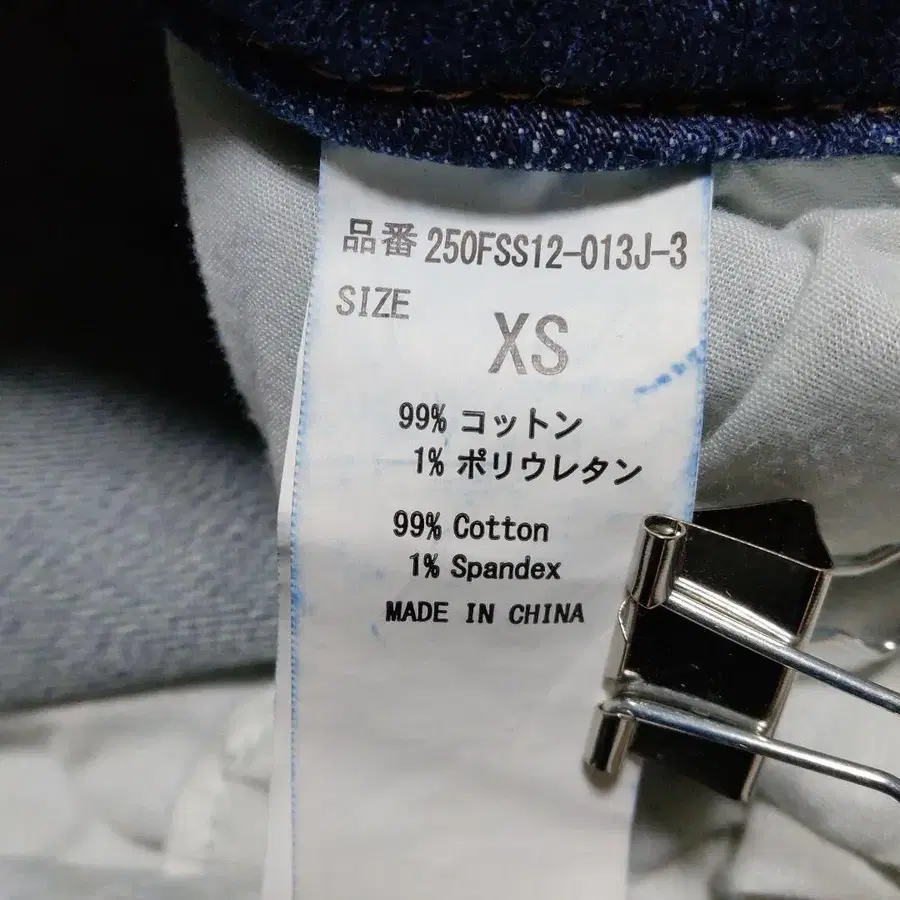 品番 250FSS12-013J-3
SIZE
XS
99% コットン
1% ポリウレタン
99% Cotton
1% Spandex
MADE IN CHINA